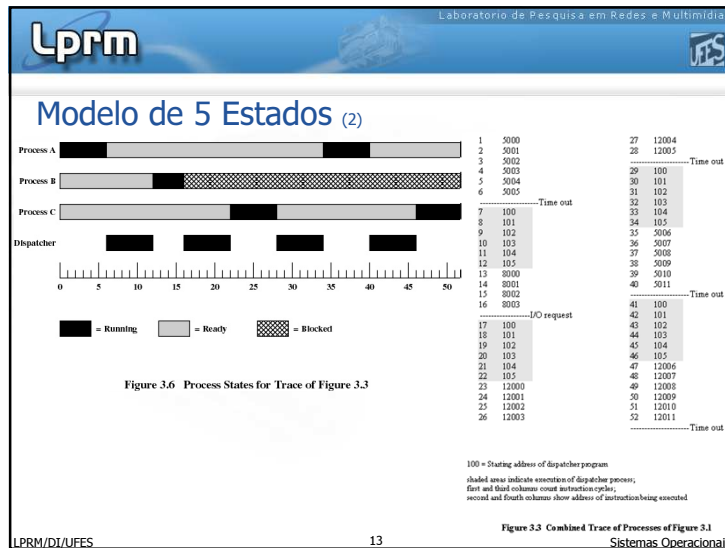 Laboratorio de Pesquisa em Redes e Multimidia
Lprm
UFES
Modelo de 5 Estados (2)
Process A
Process B
Process C
Dispatcher
0 5 10 15 20 25 30 35 40 45 50
= Running = Ready = Blocked
Figure 3.6 Process States for Trace of Figure 3.3
1 5000
2 5001
3 5002
4 5003
5 5004
6 5005
--------------------Time out
7 100
8 101
9 102
10 103
11 104
12 105
13 8000
14 8001
15 8002
16 8003
------------------I/O request
17 100
18 101
19 102
20 103
21 104
22 105
23 12000
24 12001
25 12002
26 12003
27 12004
28 12005
--------------------Time out
29 100
30 101
31 102
32 103
33 104
34 105
35 5006
36 5007
37 5008
38 5009
39 5010
40 5011
--------------------Time out
41 100
42 101
43 102
44 103
45 104
46 105
47 12006
48 12007
49 12008
50 12009
51 12010
52 12011
--------------------Time out
100 = Starting address of dispatcher program
shaded areas indicate execution of dispatcher process;
first and third columns count instruction cycles;
second and fourth columns show address of instruction being executed
Figure 3.3 Combined Trace of Processes of Figure 3.1
LPRM/DI/UFES 13 Sistemas Operacional